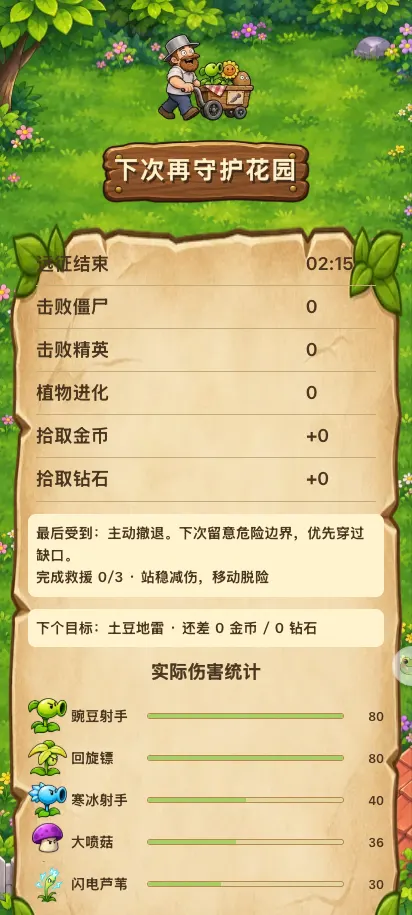 下次再守护花园
远征结束 02:15
击败僵尸 0
击败精英 0
植物进化 0
拾取金币 +0
拾取钻石 +0
最后受到：主动撤退。下次留意危险边界，优先穿过
缺口。
完成救援 0/3 · 站稳减伤，移动脱险
下个目标：土豆地雷 · 还差 0 金币 / 0 钻石
实际伤害统计
豌豆射手 80
回旋镖 80
寒冰射手 40
大喷菇 36
闪电芦苇 30